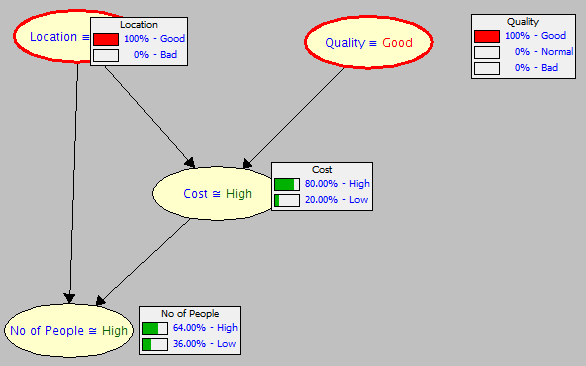 Location ≅
Location
100% - Good
0% - Bad
Quality ≅ Good
Quality
100% - Good
0% - Normal
0% - Bad
Cost ≅ High
Cost
80.00% - High
20.00% - Low
No of People ≅ High
No of People
64.00% - High
36.00% - Low